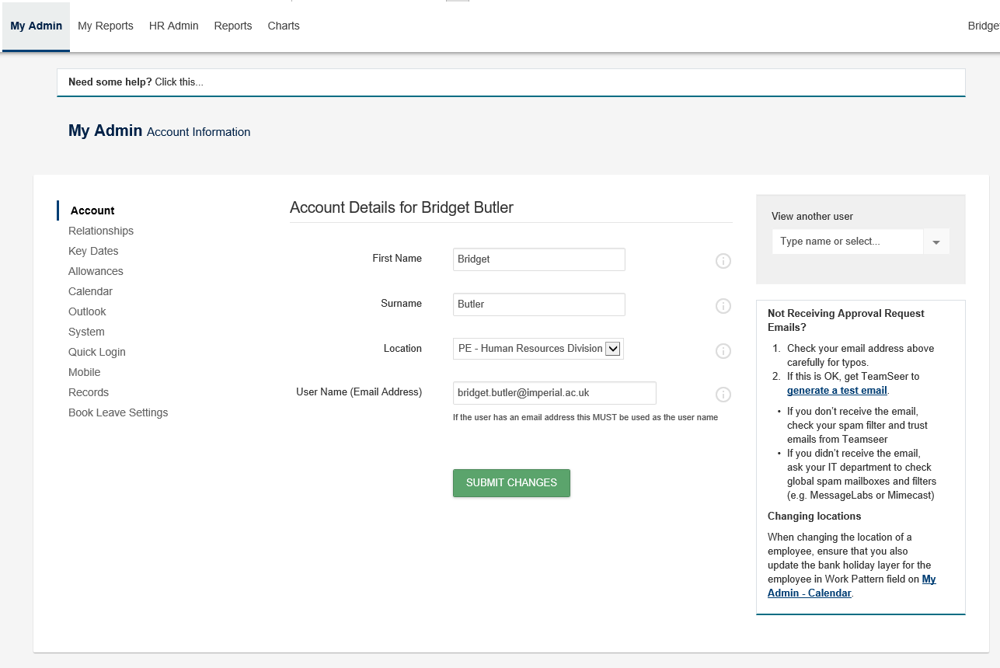 My Admin My Reports HR Admin Reports Charts
Need some help? Click this...
My Admin Account Information
Account
Relationships
Key Dates
Allowances
Calendar
Outlook
System
Quick Login
Mobile
Records
Book Leave Settings
Account Details for Bridget Butler
First Name Bridget
Surname Butler
Location PE - Human Resources Division
User Name (Email Address) bridget.butler@imperial.ac.uk
If the user has an email address this MUST be used as the user name
SUBMIT CHANGES
View another user
Type name or select...
Not Receiving Approval Request
Emails?
1. Check your email address above
carefully for typos.
2. If this is OK, get TeamSeer to
generate a test email.
• If you don’t receive the email,
check your spam filter and trust
emails from Teamseer
• If you didn’t receive the email,
ask your IT department to check
global spam mailboxes and filters
(e.g. MessageLabs or Mimecast)
Changing locations
When changing the location of a
employee, ensure that you also
update the bank holiday layer for the
employee in Work Pattern field on My
Admin - Calendar.